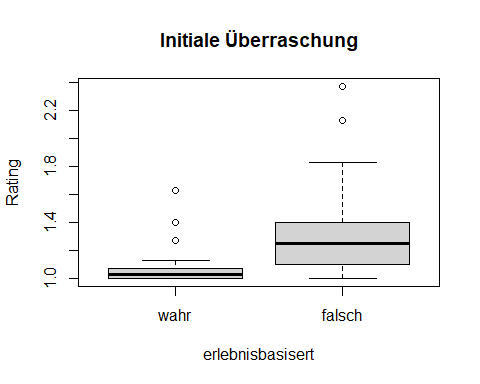 Initiale Überraschung
Rating
2.2
1.8
1.4
1.0
wahr falsch
erlebnisbasisert